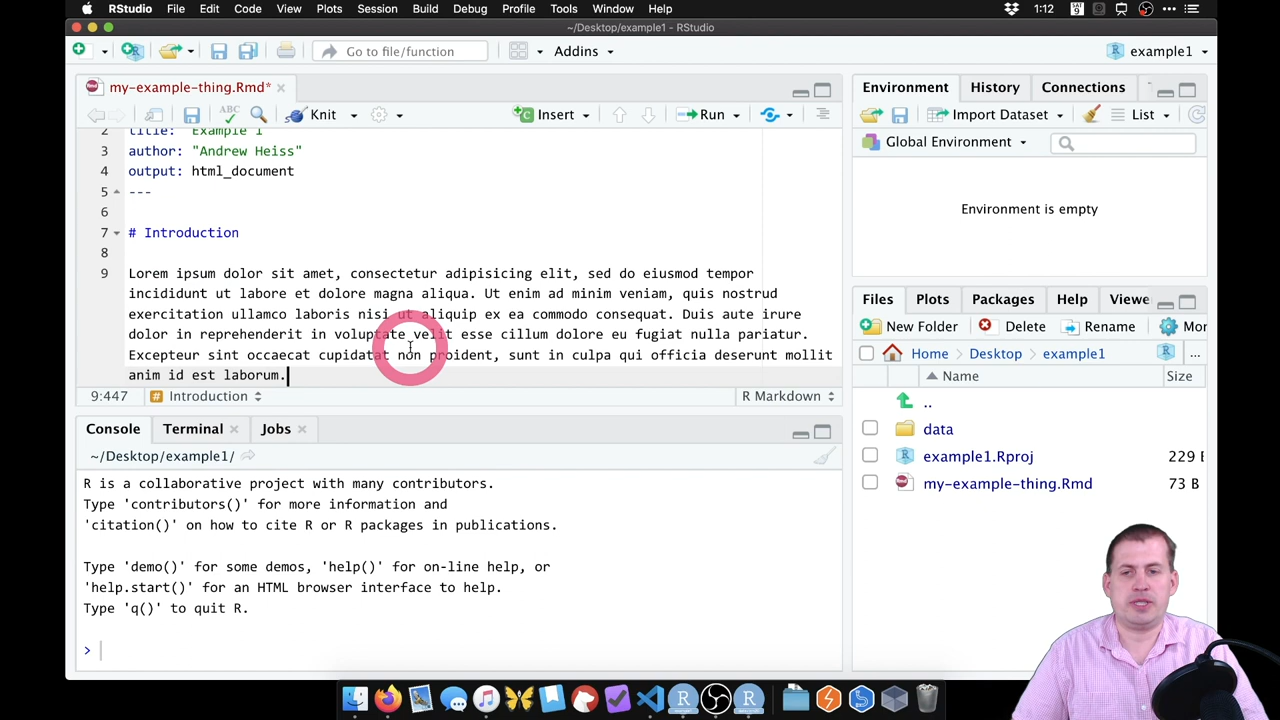 RStudio File Edit Code View Plots Session Build Debug Profile Tools Window Help 1:12 SAT 9
~/Desktop/example1 - RStudio
Go to file/function Addins example1
my-example-thing.Rmd*
ABC Knit Insert Run
2 title: "Example 1"
3 author: "Andrew Heiss"
4 output: html_document
5 ---
6
7 # Introduction
8
9 Lorem ipsum dolor sit amet, consectetur adipisicing elit, sed do eiusmod tempor
incididunt ut labore et dolore magna aliqua. Ut enim ad minim veniam, quis nostrud
exercitation ullamco laboris nisi ut aliquip ex ea commodo consequat. Duis aute irure
dolor in reprehenderit in voluptate velit esse cillum dolore eu fugiat nulla pariatur.
Excepteur sint occaecat cupidatat non proident, sunt in culpa qui officia deserunt mollit
anim id est laborum.
9:447 # Introduction R Markdown
Console Terminal Jobs
~/Desktop/example1/
R is a collaborative project with many contributors.
Type 'contributors()' for more information and
'citation()' on how to cite R or R packages in publications.
Type 'demo()' for some demos, 'help()' for on-line help, or
'help.start()' for an HTML browser interface to help.
Type 'q()' to quit R.
>
Environment History Connections
Import Dataset List
Global Environment
Environment is empty
Files Plots Packages Help Viewe
New Folder Delete Rename Mor
Home Desktop example1 ...
Name Size
..
data
example1.Rproj 229 B
my-example-thing.Rmd 73 B